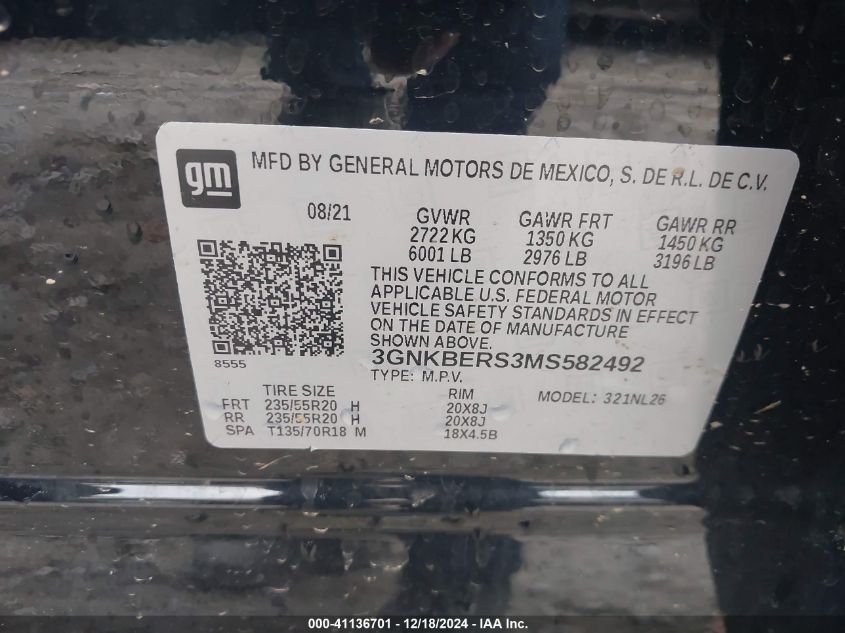 gm
MFD BY GENERAL MOTORS DE MEXICO, S. DE R.L. DE C.V.
08/21 GVWR GAWR FRT GAWR RR
2722 KG 1350 KG 1450 KG
6001 LB 2976 LB 3196 LB
THIS VEHICLE CONFORMS TO ALL
APPLICABLE U.S. FEDERAL MOTOR
VEHICLE SAFETY STANDARDS IN EFFECT
ON THE DATE OF MANUFACTURE
SHOWN ABOVE.
8555 3GNKBERS3MS582492
TYPE: M.P.V.
TIRE SIZE RIM MODEL: 321NL26
FRT 235/55R20 H 20X8J
RR 235/55R20 H 20X8J
SPA T135/70R18 M 18X4.5B
000-41136701 - 12/18/2024 - IAAI.COM